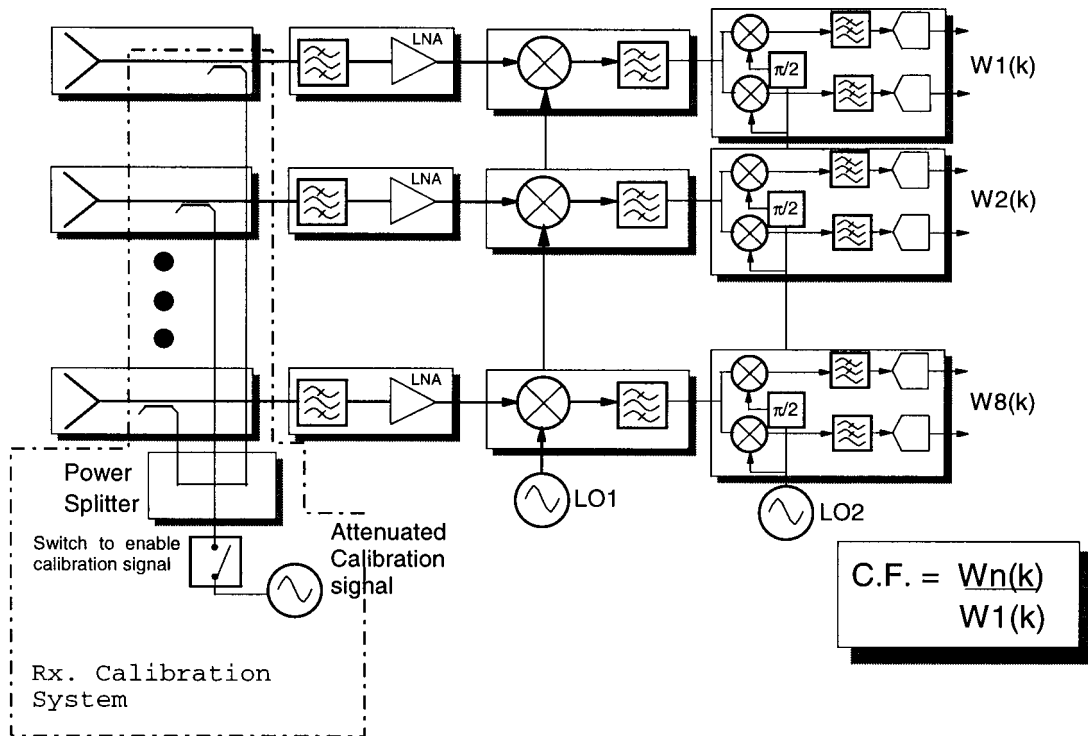 LNA
π/2
W1(k)
LNA
π/2
W2(k)
LNA
π/2
W8(k)
Power
Splitter
LO1
LO2
Switch to enable
calibration signal
Attenuated
Calibration
signal
C.F. = Wn(k)
W1(k)
Rx. Calibration
System